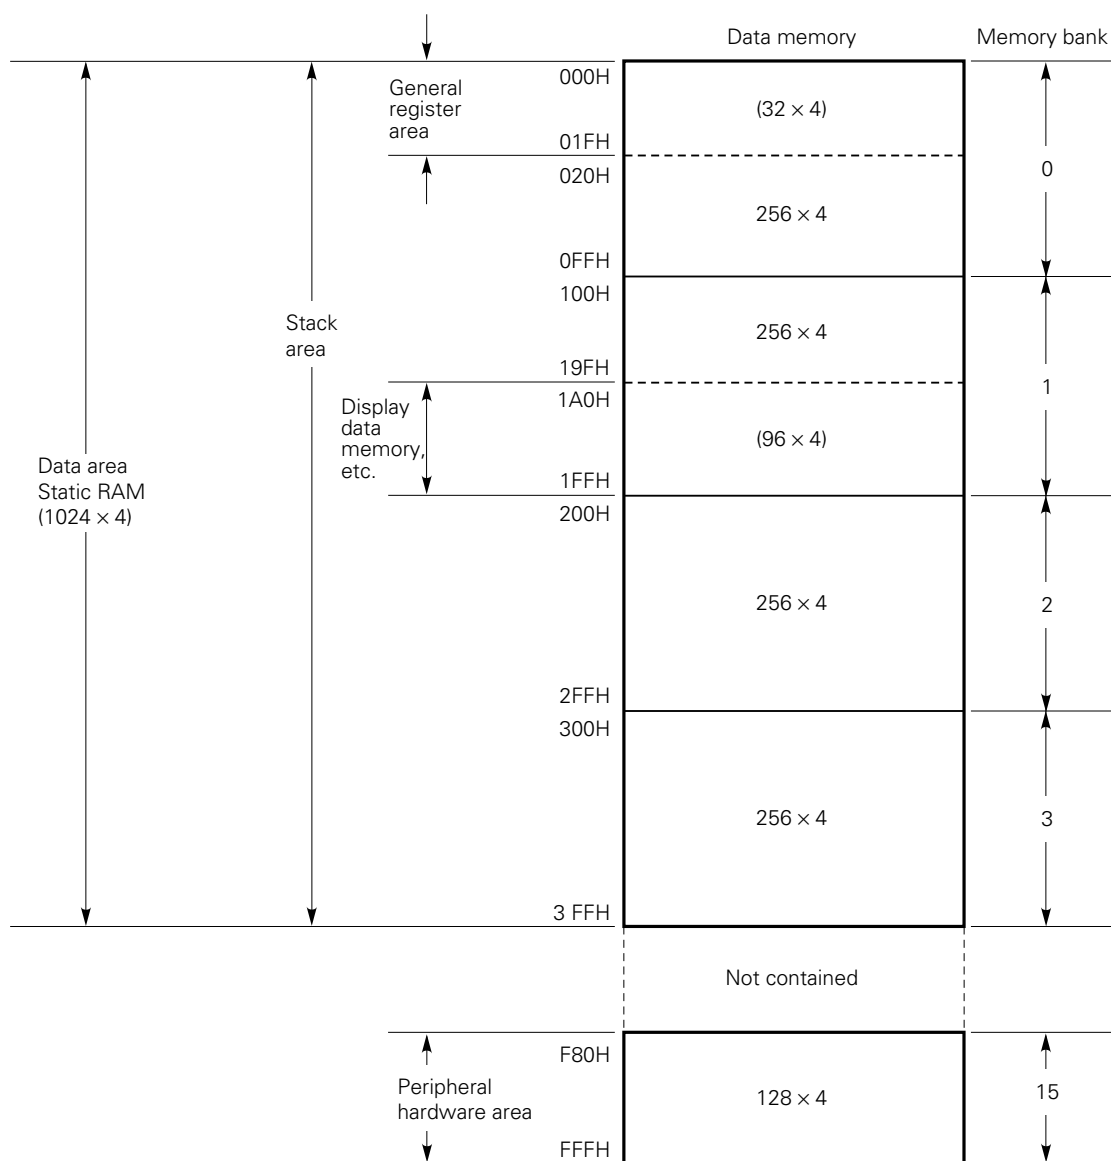 Data memory
Memory bank
000H
General
register
area
(32 × 4)
01FH
0
020H
256 × 4
0FFH
100H
Stack
area
256 × 4
19FH
1A0H
1
Display
data
memory,
etc.
(96 × 4)
1FFH
Data area
Static RAM
(1024 × 4)
200H
256 × 4
2
2FFH
300H
256 × 4
3
3 FFH
Not contained
F80H
Peripheral
hardware area
128 × 4
15
FFFH